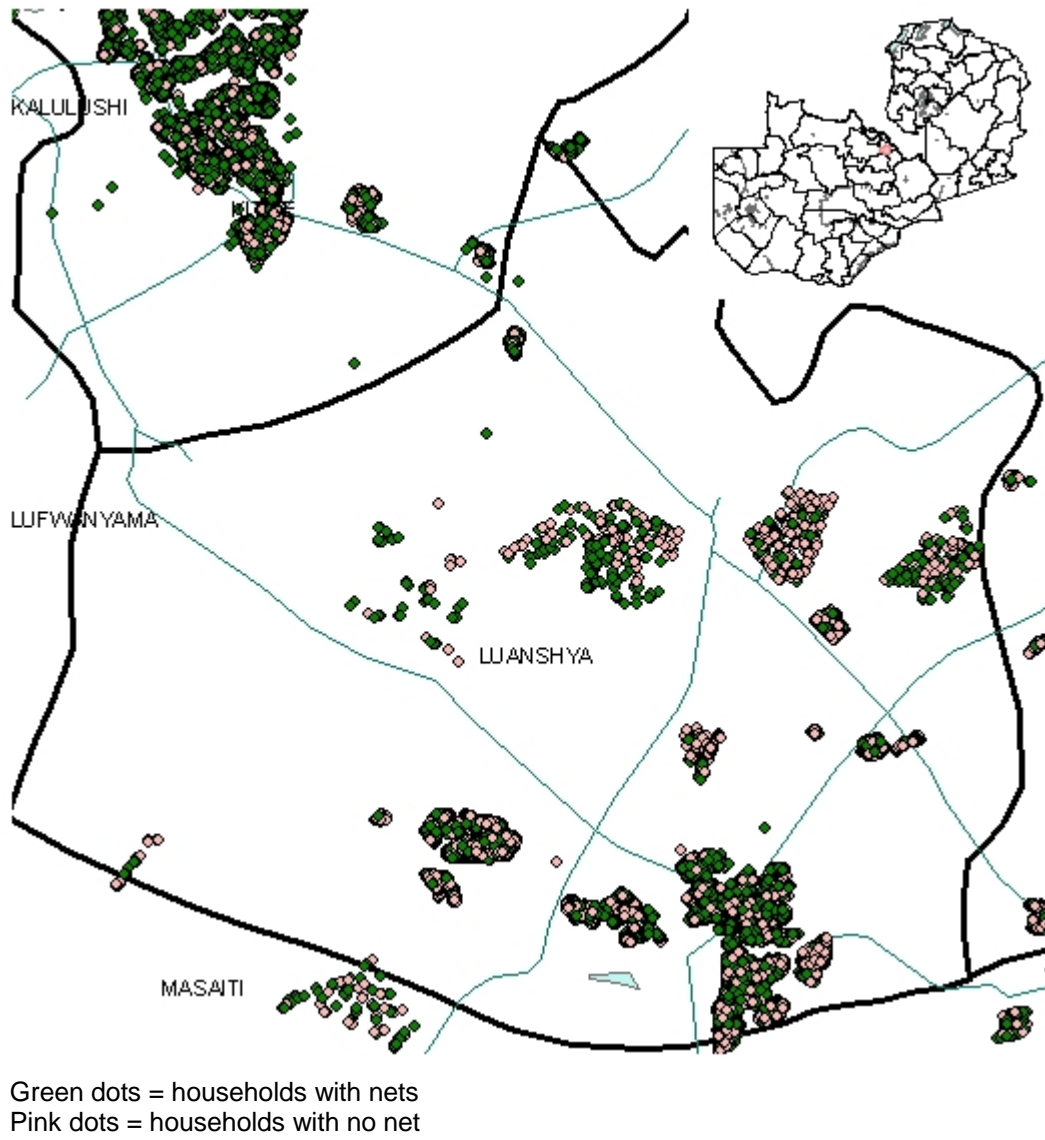 KALULUSHI
LUFWANYAMA
LUANSHYA
MASAITI
Green dots = households with nets
Pink dots = households with no net